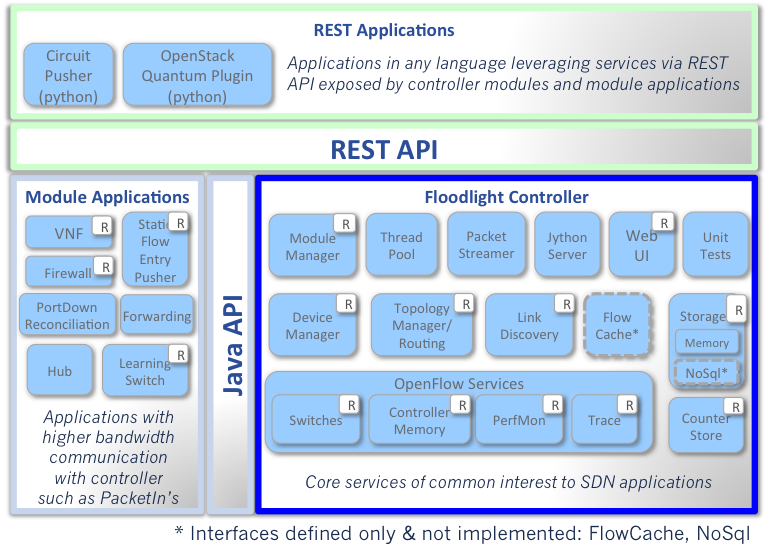 REST Applications
Circuit
Pusher
(python)
OpenStack
Quantum Plugin
(python)
Applications in any language leveraging services via REST
API exposed by controller modules and module applications
REST API
Module Applications
VNF
R
Static
Flow
Entry
Pusher
R
Firewall
R
PortDown
Reconciliation
Forwarding
Hub
Learning
Switch
R
Applications with
higher bandwidth
communication
with controller
such as PacketIn's
Java API
Floodlight Controller
Module
Manager
R
Thread
Pool
Packet
Streamer
Jython
Server
Web
UI
R
Unit
Tests
Device
Manager
R
Topology
Manager/
Routing
R
Link
Discovery
R
Flow
Cache*
Storage
R
Memory
NoSql*
OpenFlow Services
Switches
R
Controller
Memory
R
PerfMon
R
Trace
R
Counter
Store
R
Core services of common interest to SDN applications
* Interfaces defined only & not implemented: FlowCache, NoSql